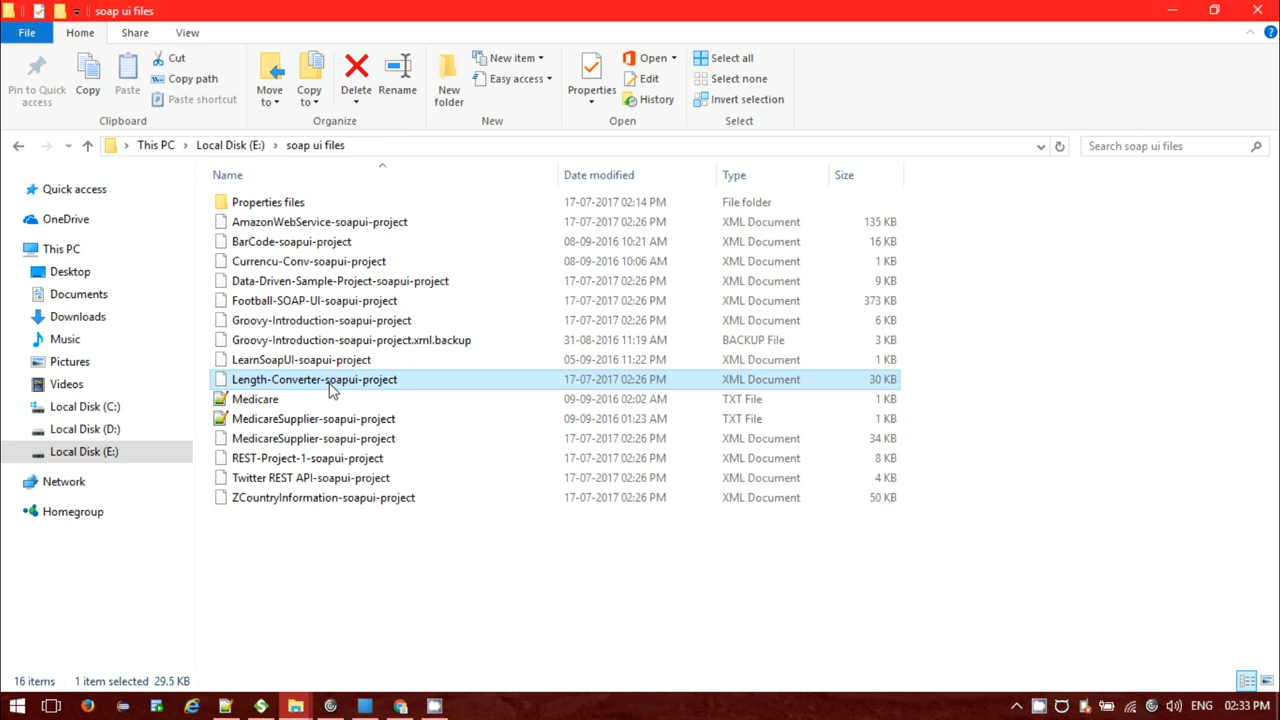 soap ui files
File Home Share View
Pin to Quick access
Copy
Paste
Cut
Copy path
Paste shortcut
Clipboard
Move to
Copy to
Delete
Rename
Organize
New folder
New item
Easy access
New
Properties
Open
Edit
History
Open
Select all
Select none
Invert selection
Select
This PC Local Disk (E:) soap ui files
Search soap ui files
Quick access
OneDrive
This PC
Desktop
Documents
Downloads
Music
Pictures
Videos
Local Disk (C:)
Local Disk (D:)
Local Disk (E:)
Network
Homegroup
Name Date modified Type Size
Properties files 17-07-2017 02:14 PM File folder
AmazonWebService-soapui-project 17-07-2017 02:26 PM XML Document 135 KB
BarCode-soapui-project 08-09-2016 10:21 AM XML Document 16 KB
Currencu-Conv-soapui-project 08-09-2016 10:06 AM XML Document 1 KB
Data-Driven-Sample-Project-soapui-project 17-07-2017 02:26 PM XML Document 9 KB
Football-SOAP-UI-soapui-project 17-07-2017 02:26 PM XML Document 373 KB
Groovy-Introduction-soapui-project 17-07-2017 02:26 PM XML Document 6 KB
Groovy-Introduction-soapui-project.xml.backup 31-08-2016 11:19 AM BACKUP File 3 KB
LearnSoapUI-soapui-project 05-09-2016 11:22 PM XML Document 1 KB
Length-Converter-soapui-project 17-07-2017 02:26 PM XML Document 30 KB
Medicare 09-09-2016 02:02 AM TXT File 1 KB
MedicareSupplier-soapui-project 09-09-2016 01:23 AM TXT File 1 KB
MedicareSupplier-soapui-project 17-07-2017 02:26 PM XML Document 34 KB
REST-Project-1-soapui-project 17-07-2017 02:26 PM XML Document 8 KB
Twitter REST API-soapui-project 17-07-2017 02:26 PM XML Document 4 KB
ZCountryInformation-soapui-project 17-07-2017 02:26 PM XML Document 50 KB
16 items 1 item selected 29.5 KB
ENG 02:33 PM